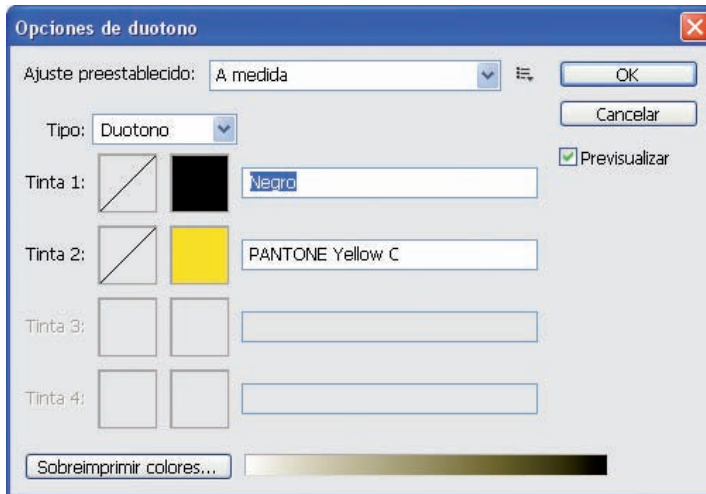 Opciones de duotono
Ajuste preestablecido: A medida
OK
Cancelar
Previsualizar
Tipo: Duotono
Tinta 1: Negro
Tinta 2: PANTONE Yellow C
Tinta 3:
Tinta 4:
Sobreimprimir colores...